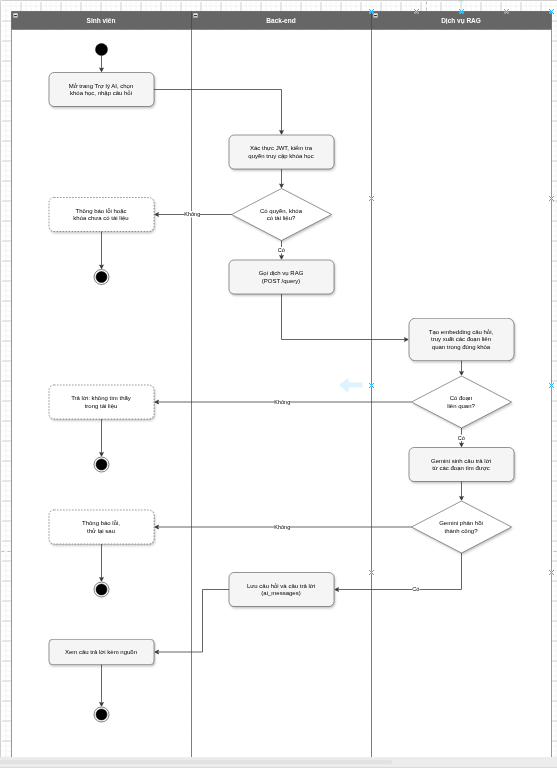 Sinh viên
Back-end
Dịch vụ RAG
Mở trang Trợ lý AI, chọn
khóa học, nhập câu hỏi
Xác thực JWT, kiểm tra
quyền truy cập khóa học
Thông báo lỗi hoặc
khóa chưa có tài liệu
Không
Có quyền, khóa
có tài liệu?
Có
Gọi dịch vụ RAG
(POST /query)
Tạo embedding câu hỏi,
truy xuất các đoạn liên
quan trong đúng khóa
Trả lời: không tìm thấy
trong tài liệu
Không
Có đoạn
liên quan?
Có
Gemini sinh câu trả lời
từ các đoạn tìm được
Thông báo lỗi,
thử lại sau
Không
Gemini phản hồi
thành công?
Lưu câu hỏi và câu trả lời
(ai_messages)
Có
Xem câu trả lời kèm nguồn